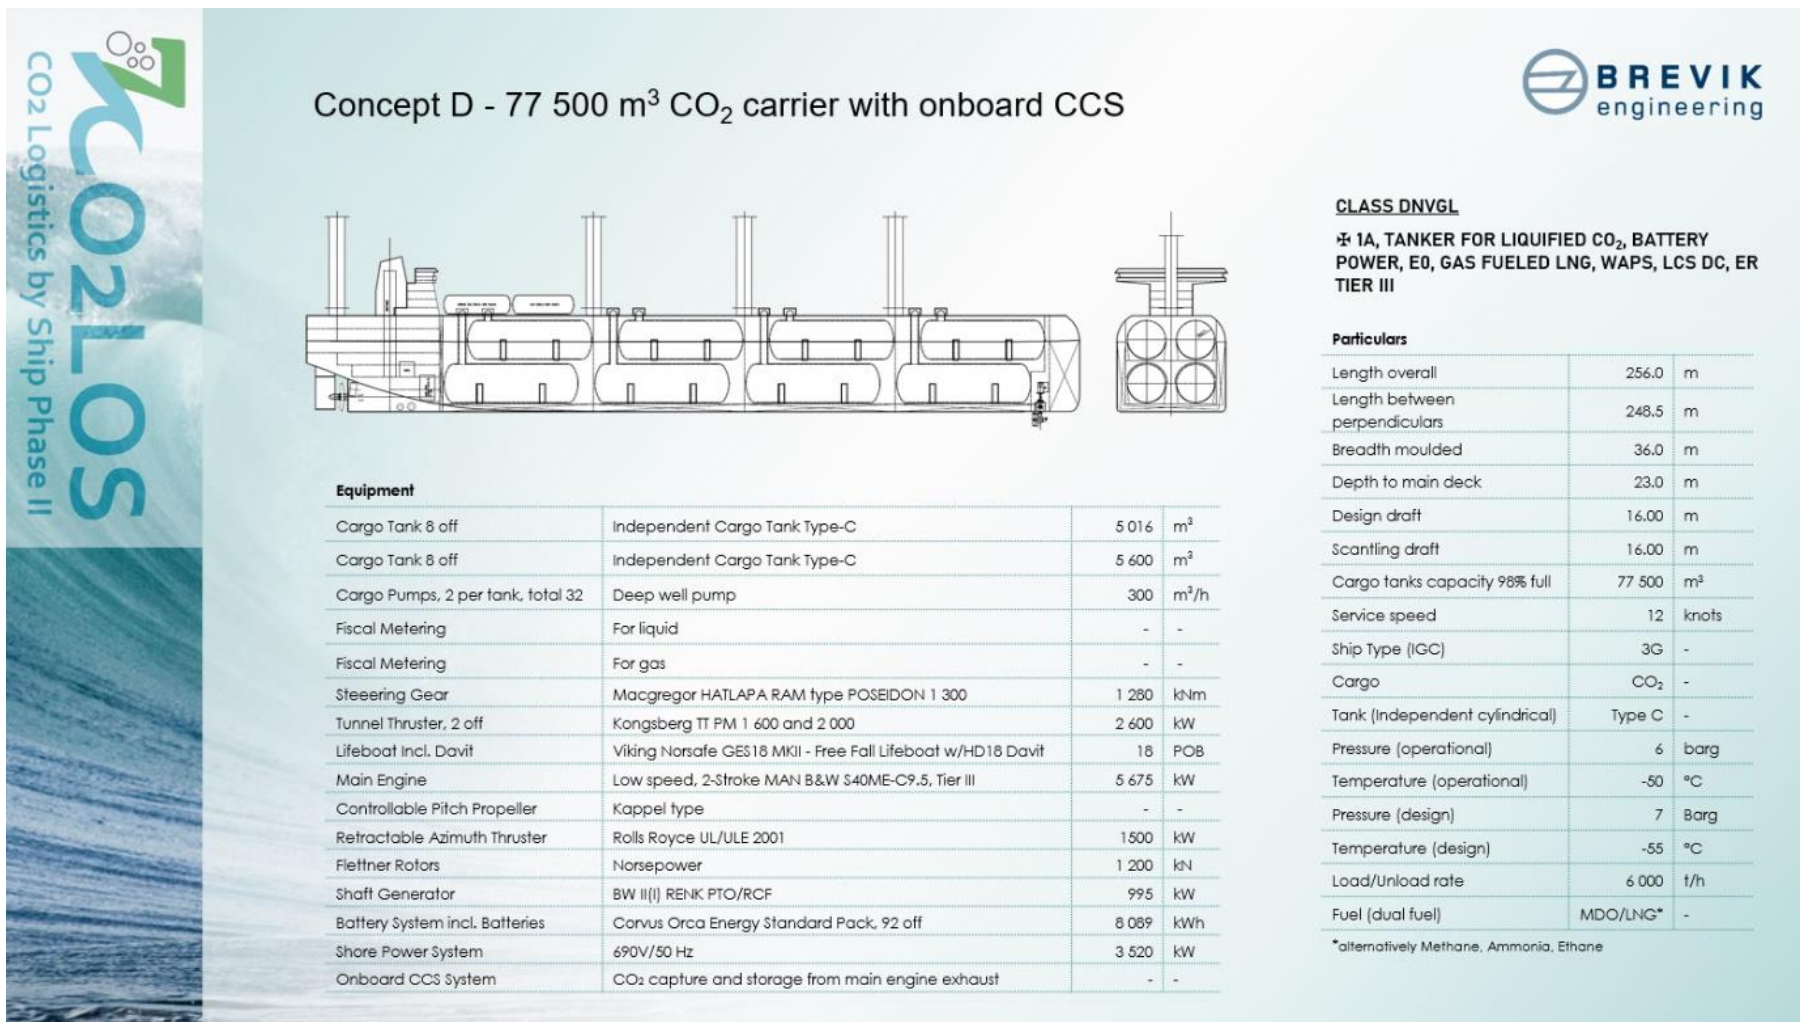 CO2LOS
CO2 Logistics by Ship Phase II
BREVIK
engineering
Concept D - 77 500 m³ CO₂ carrier with onboard CCS
CLASS DNVGL
✠ 1A, TANKER FOR LIQUIFIED CO₂, BATTERY
POWER, E0, GAS FUELED LNG, WAPS, LCS DC, ER
TIER III
Equipment
Cargo Tank 8 off Independent Cargo Tank Type-C 5 016 m³
Cargo Tank 8 off Independent Cargo Tank Type-C 5 600 m³
Cargo Pumps, 2 per tank, total 32 Deep well pump 300 m³/h
Fiscal Metering For liquid - -
Fiscal Metering For gas - -
Steeering Gear Macgregor HATLAPA RAM type POSEIDON 1 300 1 280 kNm
Tunnel Thruster, 2 off Kongsberg TT PM 1 600 and 2 000 2 600 kW
Lifeboat Incl. Davit Viking Norsafe GES18 MKII - Free Fall Lifeboat w/HD18 Davit 18 POB
Main Engine Low speed, 2-Stroke MAN B&W S40ME-C9.5, Tier III 5 675 kW
Controllable Pitch Propeller Kappel type - -
Retractable Azimuth Thruster Rolls Royce UL/ULE 2001 1500 kW
Flettner Rotors Norsepower 1 200 kN
Shaft Generator BW II(I) RENK PTO/RCF 995 kW
Battery System incl. Batteries Corvus Orca Energy Standard Pack, 92 off 8 089 kWh
Shore Power System 690V/50 Hz 3 520 kW
Onboard CCS System CO₂ capture and storage from main engine exhaust - -
Particulars
Length overall 256.0 m
Length between
perpendiculars 248.5 m
Breadth moulded 36.0 m
Depth to main deck 23.0 m
Design draft 16.00 m
Scantling draft 16.00 m
Cargo tanks capacity 98% full 77 500 m³
Service speed 12 knots
Ship Type (IGC) 3G -
Cargo CO₂ -
Tank (Independent cylindrical) Type C -
Pressure (operational) 6 barg
Temperature (operational) -50 °C
Pressure (design) 7 Barg
Temperature (design) -55 °C
Load/Unload rate 6 000 t/h
Fuel (dual fuel) MDO/LNG* -
*alternatively Methane, Ammonia, Ethane